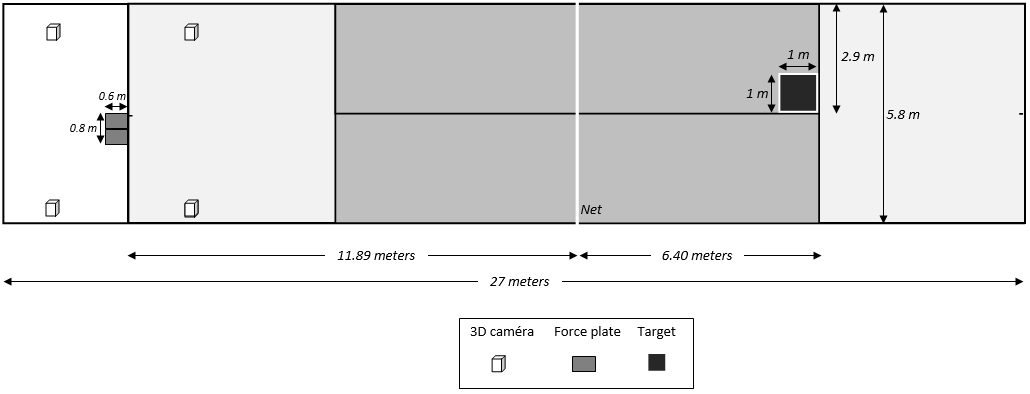 1 m
2.9 m
1 m
0.6 m
0.8 m
5.8 m
Net
11.89 meters
6.40 meters
27 meters
3D caméra
Force plate
Target